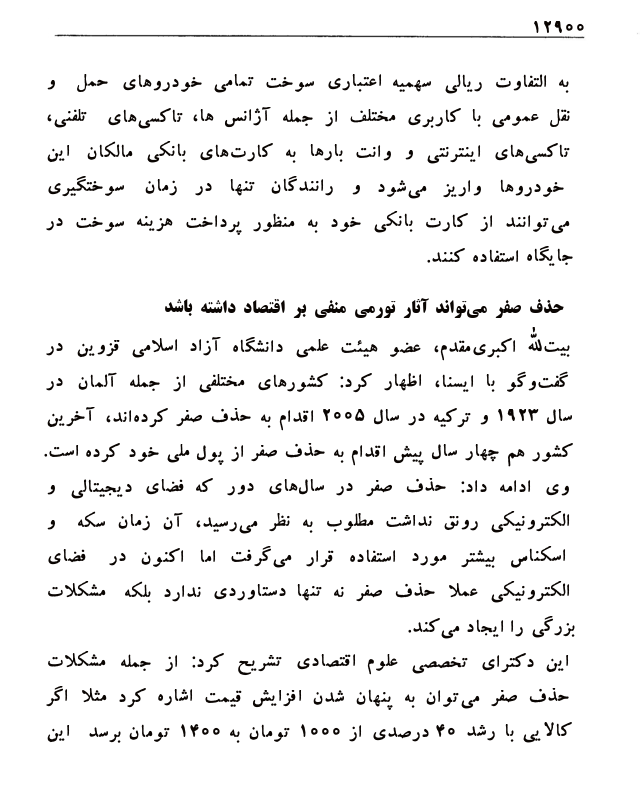 ۱۲۹۰۰
به التفاوت ریالی سهمیه اعتباری سوخت تمامی خودروهای حمل و
نقل عمومی با کاربری مختلف از جمله آژانس ها، تاکسی‌های تلفنی،
تاکسی‌های اینترنتی و وانت بارها به کارت‌های بانکی مالکان این
خودروها واریز می‌شود و رانندگان تنها در زمان سوختگیری
می‌توانند از کارت بانکی خود به منظور پرداخت هزینه سوخت در
جایگاه استفاده کنند.
حذف صفر می‌تواند آثار تورمی منفی بر اقتصاد داشته باشد
بیت‌الله اکبری‌مقدم، عضو هیئت علمی دانشگاه آزاد اسلامی قزوین در
گفت‌وگو با ایسنا، اظهار کرد: کشورهای مختلفی از جمله آلمان در
سال ۱۹۲۳ و ترکیه در سال ۲۰۰۵ اقدام به حذف صفر کرده‌اند، آخرین
کشور هم چهار سال پیش اقدام به حذف صفر از پول ملی خود کرده است.
وی ادامه داد: حذف صفر در سال‌های دور که فضای دیجیتالی و
الکترونیکی رونق نداشت مطلوب به نظر می‌رسید، آن زمان سکه و
اسکناس بیشتر مورد استفاده قرار می‌گرفت اما اکنون در فضای
الکترونیکی عملا حذف صفر نه تنها دستاوردی ندارد بلکه مشکلات
بزرگی را ایجاد می‌کند.
این دکترای تخصصی علوم اقتصادی تشریح کرد: از جمله مشکلات
حذف صفر می‌توان به پنهان شدن افزایش قیمت اشاره کرد مثلا اگر
کالایی با رشد ۴۰ درصدی از ۱۰۰۰ تومان به ۱۴۰۰ تومان برسد این